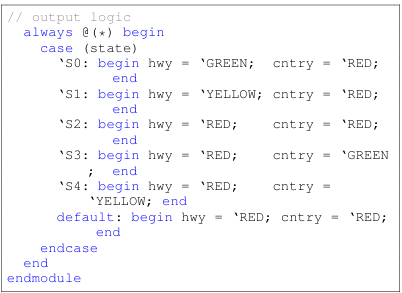 // output logic
always @(*) begin
case (state)
‘S0: begin hwy = ‘GREEN; cntry = ‘RED;
end
‘S1: begin hwy = ‘YELLOW; cntry = ‘RED;
end
‘S2: begin hwy = ‘RED; cntry = ‘RED;
end
‘S3: begin hwy = ‘RED; cntry = ‘GREEN
; end
‘S4: begin hwy = ‘RED; cntry =
‘YELLOW; end
default: begin hwy = ‘RED; cntry = ‘RED;
end
endcase
end
endmodule